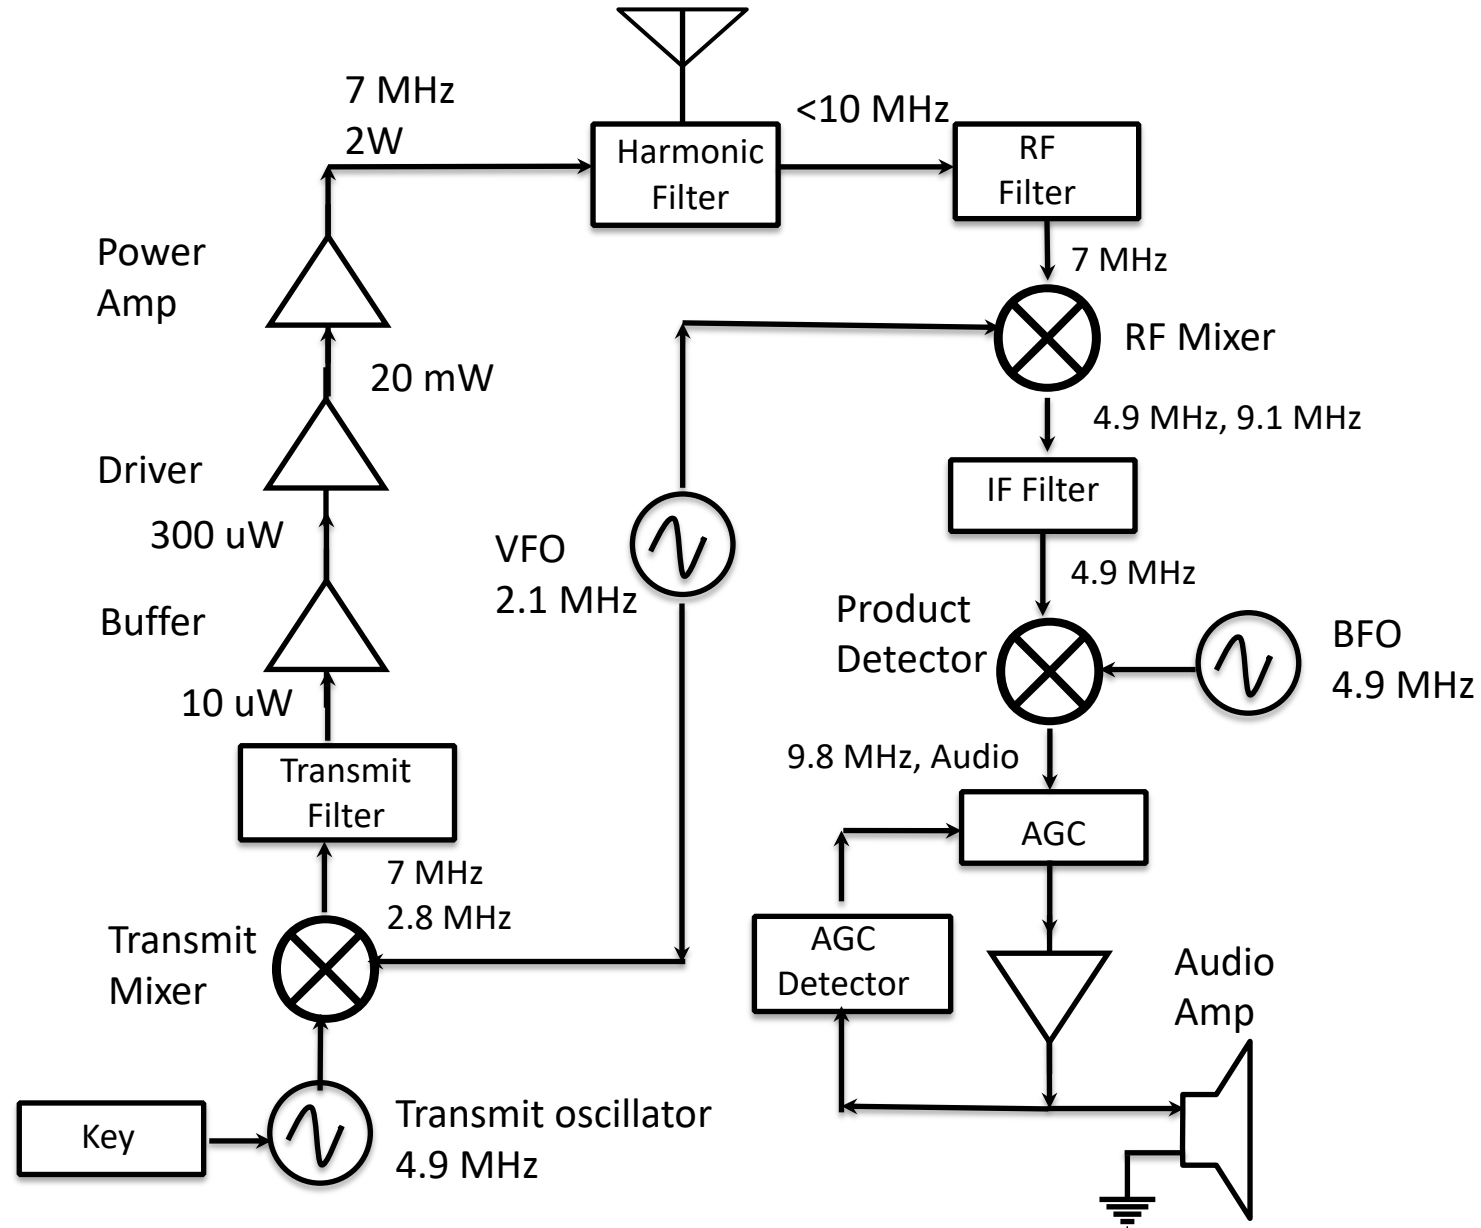 7 MHz
2W
Harmonic
Filter
<10 MHz
RF
Filter
Power
Amp
7 MHz
RF Mixer
20 mW
4.9 MHz, 9.1 MHz
Driver
300 uW
IF Filter
VFO
2.1 MHz
4.9 MHz
Buffer
Product
Detector
BFO
4.9 MHz
10 uW
Transmit
Filter
9.8 MHz, Audio
AGC
7 MHz
2.8 MHz
Transmit
Mixer
AGC
Detector
Audio
Amp
Key
Transmit oscillator
4.9 MHz